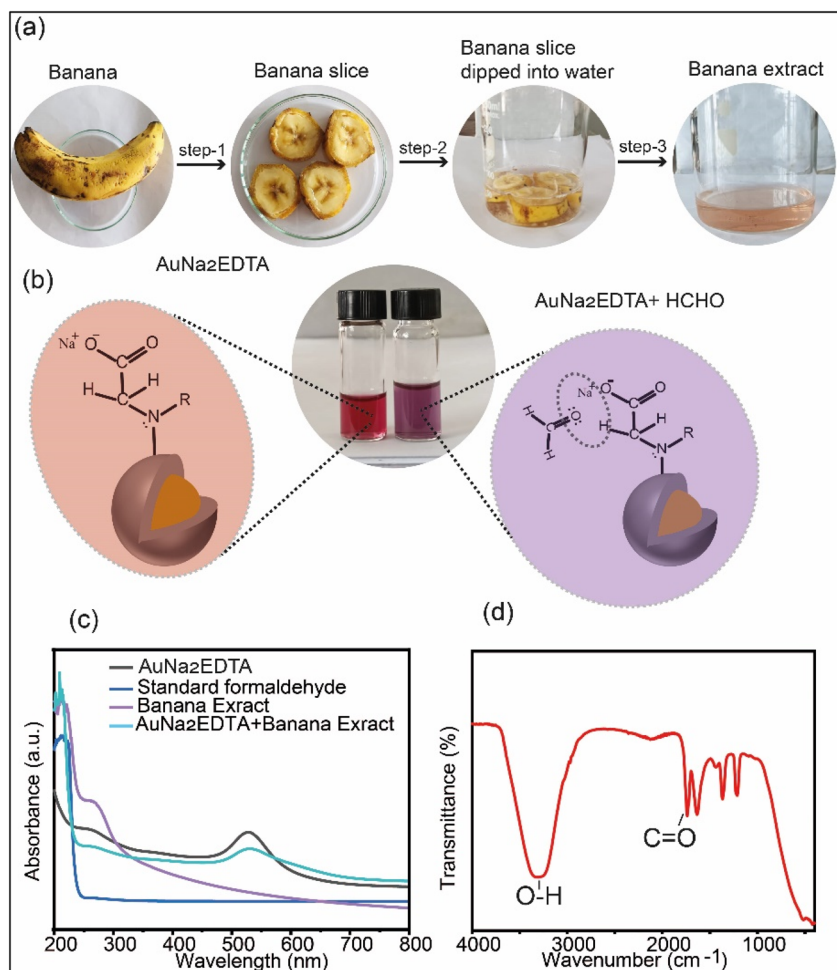 (a)
Banana
Banana slice
Banana slice
dipped into water
Banana extract
step-1
step-2
step-3
(b)
AuNa2EDTA
AuNa2EDTA+ HCHO
Na+
O-
C
O
H
H
C
N
R
H
C
O
H
Na+
O-
C
O
H
H
C
N
R
(c)
AuNa2EDTA
Standard formaldehyde
Banana Exract
AuNa2EDTA+Banana Exract
Absorbance (a.u.)
200 300 400 500 600 700 800
Wavelength (nm)
(d)
Transmittance (%)
C=O
O-H
4000 3000 2000 1000
Wavenumber (cm-1)